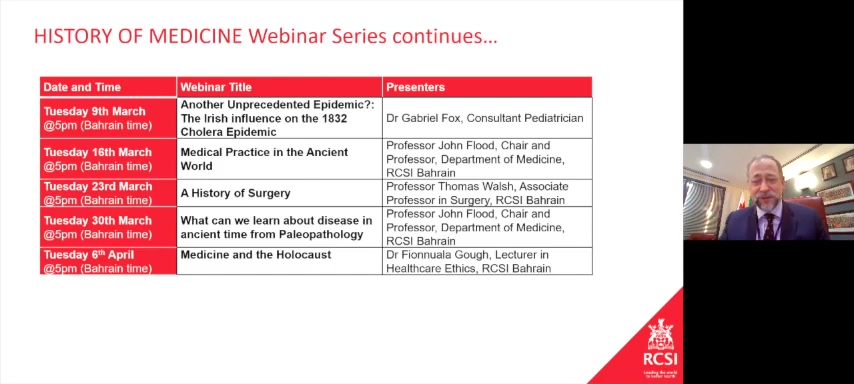 HISTORY OF MEDICINE Webinar Series continues...
Date and Time
Webinar Title
Presenters
Tuesday 9th March
@5pm (Bahrain time)
Another Unprecedented Epidemic?:
The Irish influence on the 1832
Cholera Epidemic
Dr Gabriel Fox, Consultant Pediatrician
Tuesday 16th March
@5pm (Bahrain time)
Medical Practice in the Ancient
World
Professor John Flood, Chair and
Professor, Department of Medicine,
RCSI Bahrain
Tuesday 23rd March
@5pm (Bahrain time)
A History of Surgery
Professor Thomas Walsh, Associate
Professor in Surgery, RCSI Bahrain
Tuesday 30th March
@5pm (Bahrain time)
What can we learn about disease in
ancient time from Paleopathology
Professor John Flood, Chair and
Professor, Department of Medicine,
RCSI Bahrain
Tuesday 6th April
@5pm (Bahrain time)
Medicine and the Holocaust
Dr Fionnuala Gough, Lecturer in
Healthcare Ethics, RCSI Bahrain
RCSI
Leading the world
to better health